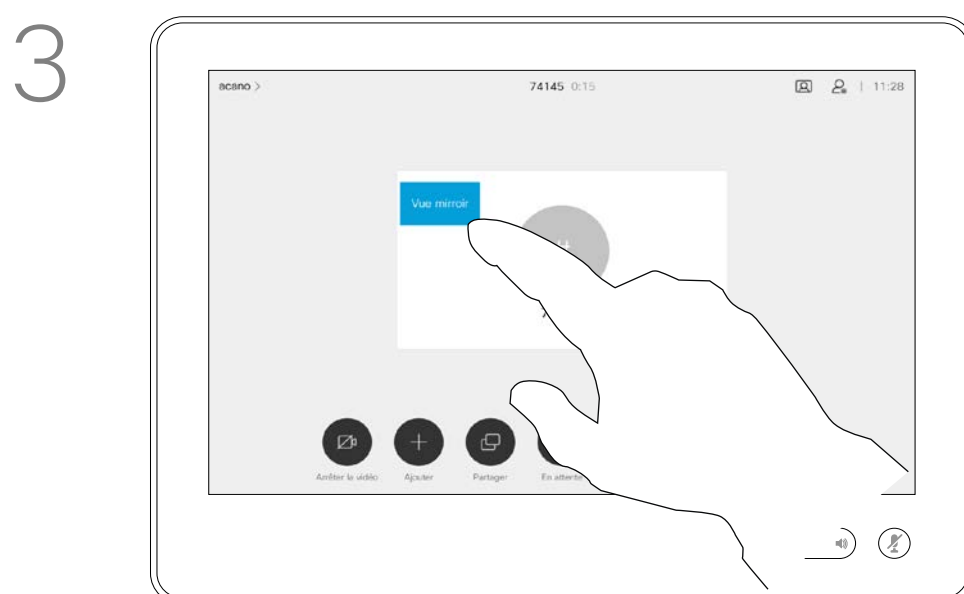 3
acano >
74145 0:15
11:28
Vue mirroir
Arrêter la vidéo
Ajouter
Partager
En attente